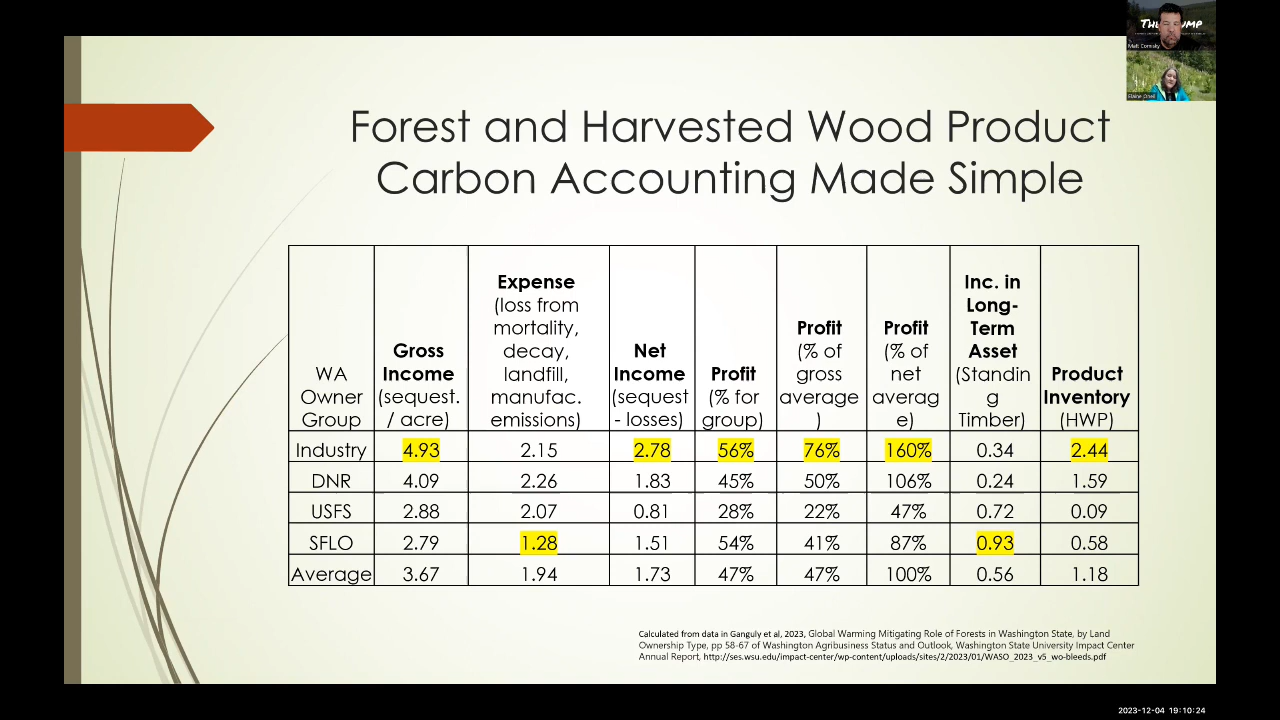 Matt Comisky
Elaine Oneil
Forest and Harvested Wood Product
Carbon Accounting Made Simple
WA Owner Group
Gross Income (sequest. / acre)
Expense (loss from mortality, decay, landfill, manufac. emissions)
Net Income (sequest - losses)
Profit (% for group)
Profit (% of gross average)
Profit (% of net average)
Inc. in Long-Term Asset (Standing Timber)
Product Inventory (HWP)
Industry 4.93 2.15 2.78 56% 76% 160% 0.34 2.44
DNR 4.09 2.26 1.83 45% 50% 106% 0.24 1.59
USFS 2.88 2.07 0.81 28% 22% 47% 0.72 0.09
SFLO 2.79 1.28 1.51 54% 41% 87% 0.93 0.58
Average 3.67 1.94 1.73 47% 47% 100% 0.56 1.18
Calculated from data in Ganguly et al, 2023, Global Warming Mitigating Role of Forests in Washington State, by Land
Ownership Type, pp 58-67 of Washington Agribusiness Status and Outlook, Washington State University Impact Center
Annual Report, http://ses.wsu.edu/impact-center/wp-content/uploads/sites/2/2023/01/WASO_2023_v5_wo-bleeds.pdf
2023-12-04 19:10:24